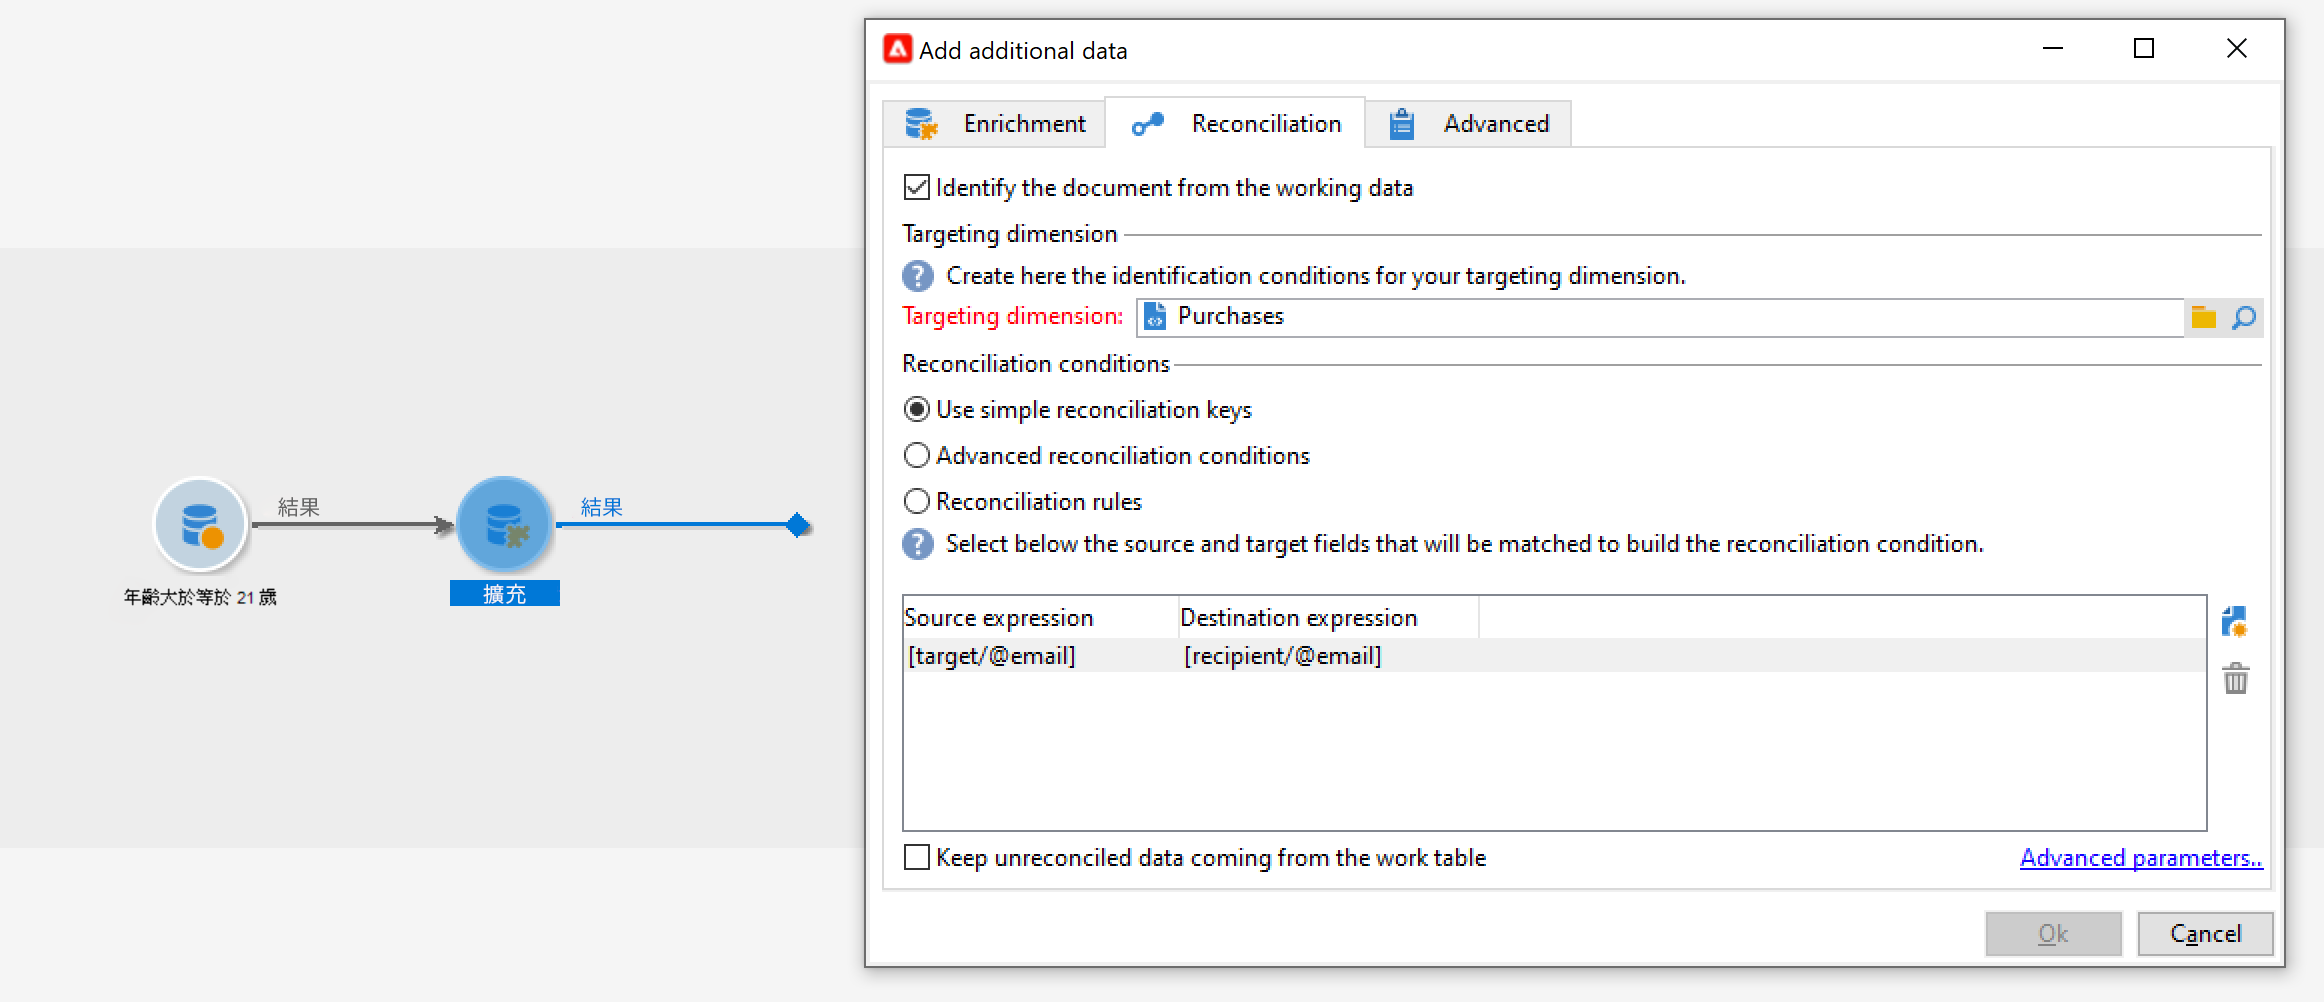 Add additional data
Enrichment Reconciliation Advanced
Identify the document from the working data
Targeting dimension
Create here the identification conditions for your targeting dimension.
Targeting dimension: Purchases
Reconciliation conditions
Use simple reconciliation keys
Advanced reconciliation conditions
Reconciliation rules
Select below the source and target fields that will be matched to build the reconciliation condition.
Source expression Destination expression
[target/@email] [recipient/@email]
Keep unreconciled data coming from the work table Advanced parameters..
Ok Cancel
結果 結果
年齡大於等於 21 歲 擴充